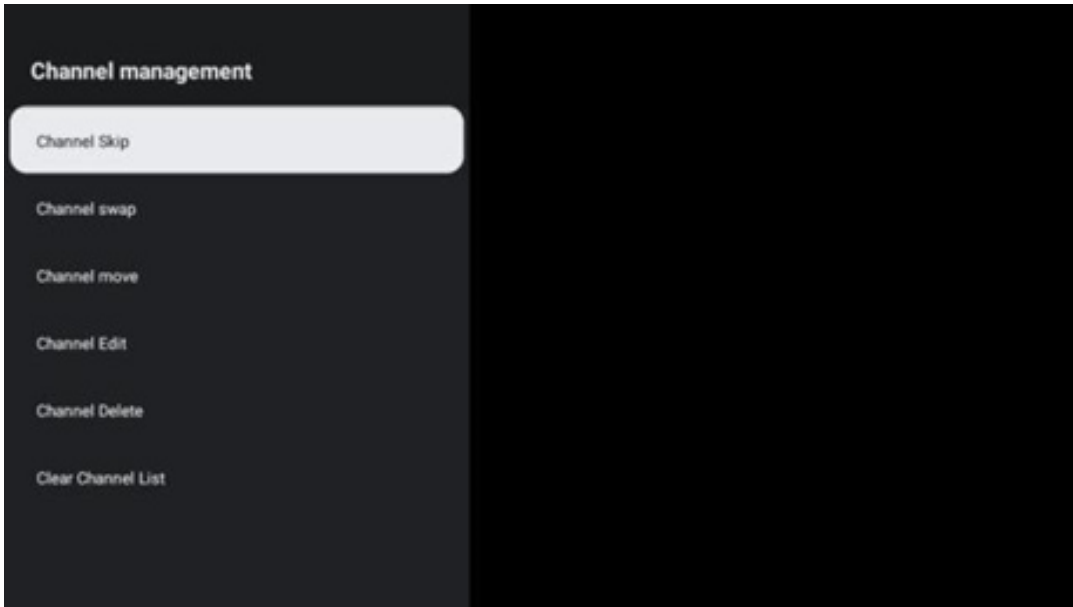 Channel management
Channel Skip
Channel swap
Channel move
Channel Edit
Channel Delete
Clear Channel List